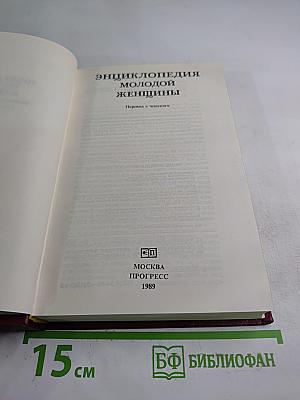 ЭНЦИКЛОПЕДИЯ
МОЛОДОЙ
ЖЕНЩИНЫ
Перевод с чешского
МОСКВА
ПРОГРЕСС
1989
15 см
БФ БИБЛИОФАН